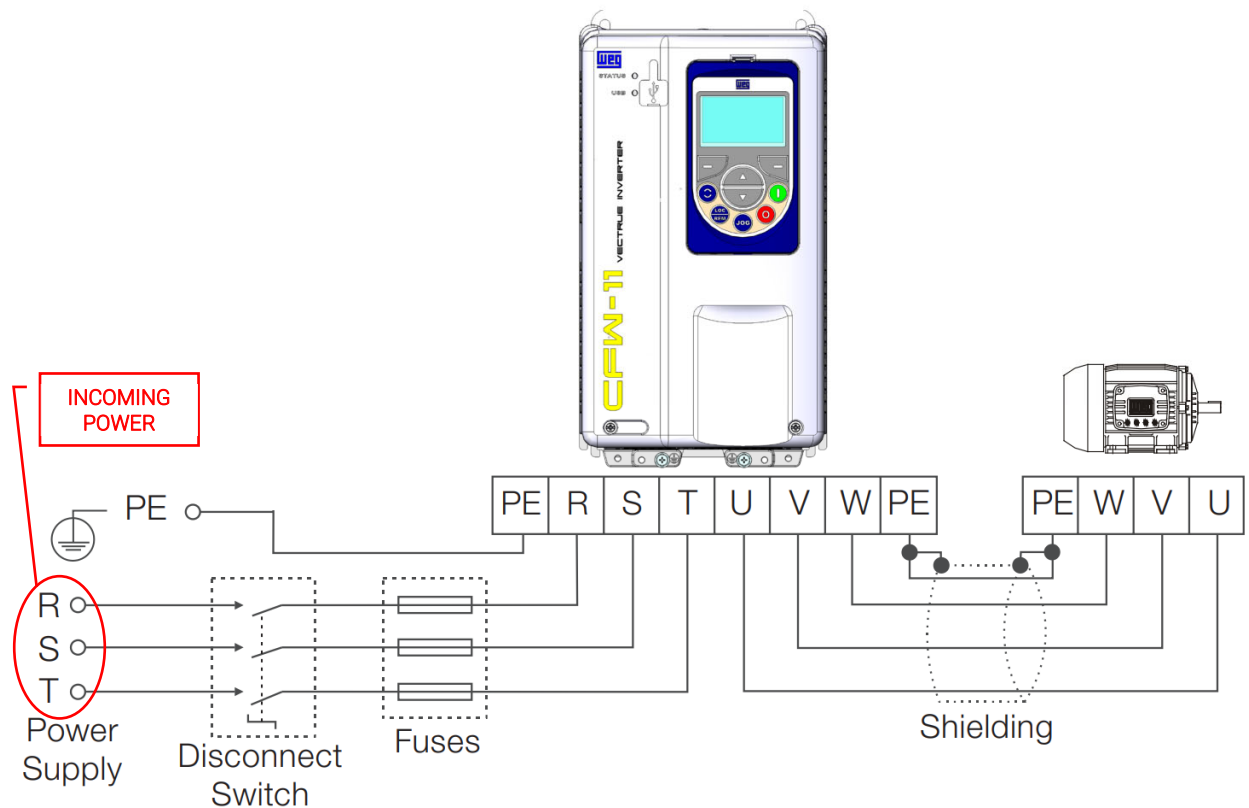 weg
STATUS
USB
weg
LOC
REM
JOG
VECTRUE INVERTER
CFW-11
INCOMING
POWER
PE R S T U V W PE
PE W V U
PE
R
S
T
Power
Supply
Disconnect
Switch
Fuses
Shielding